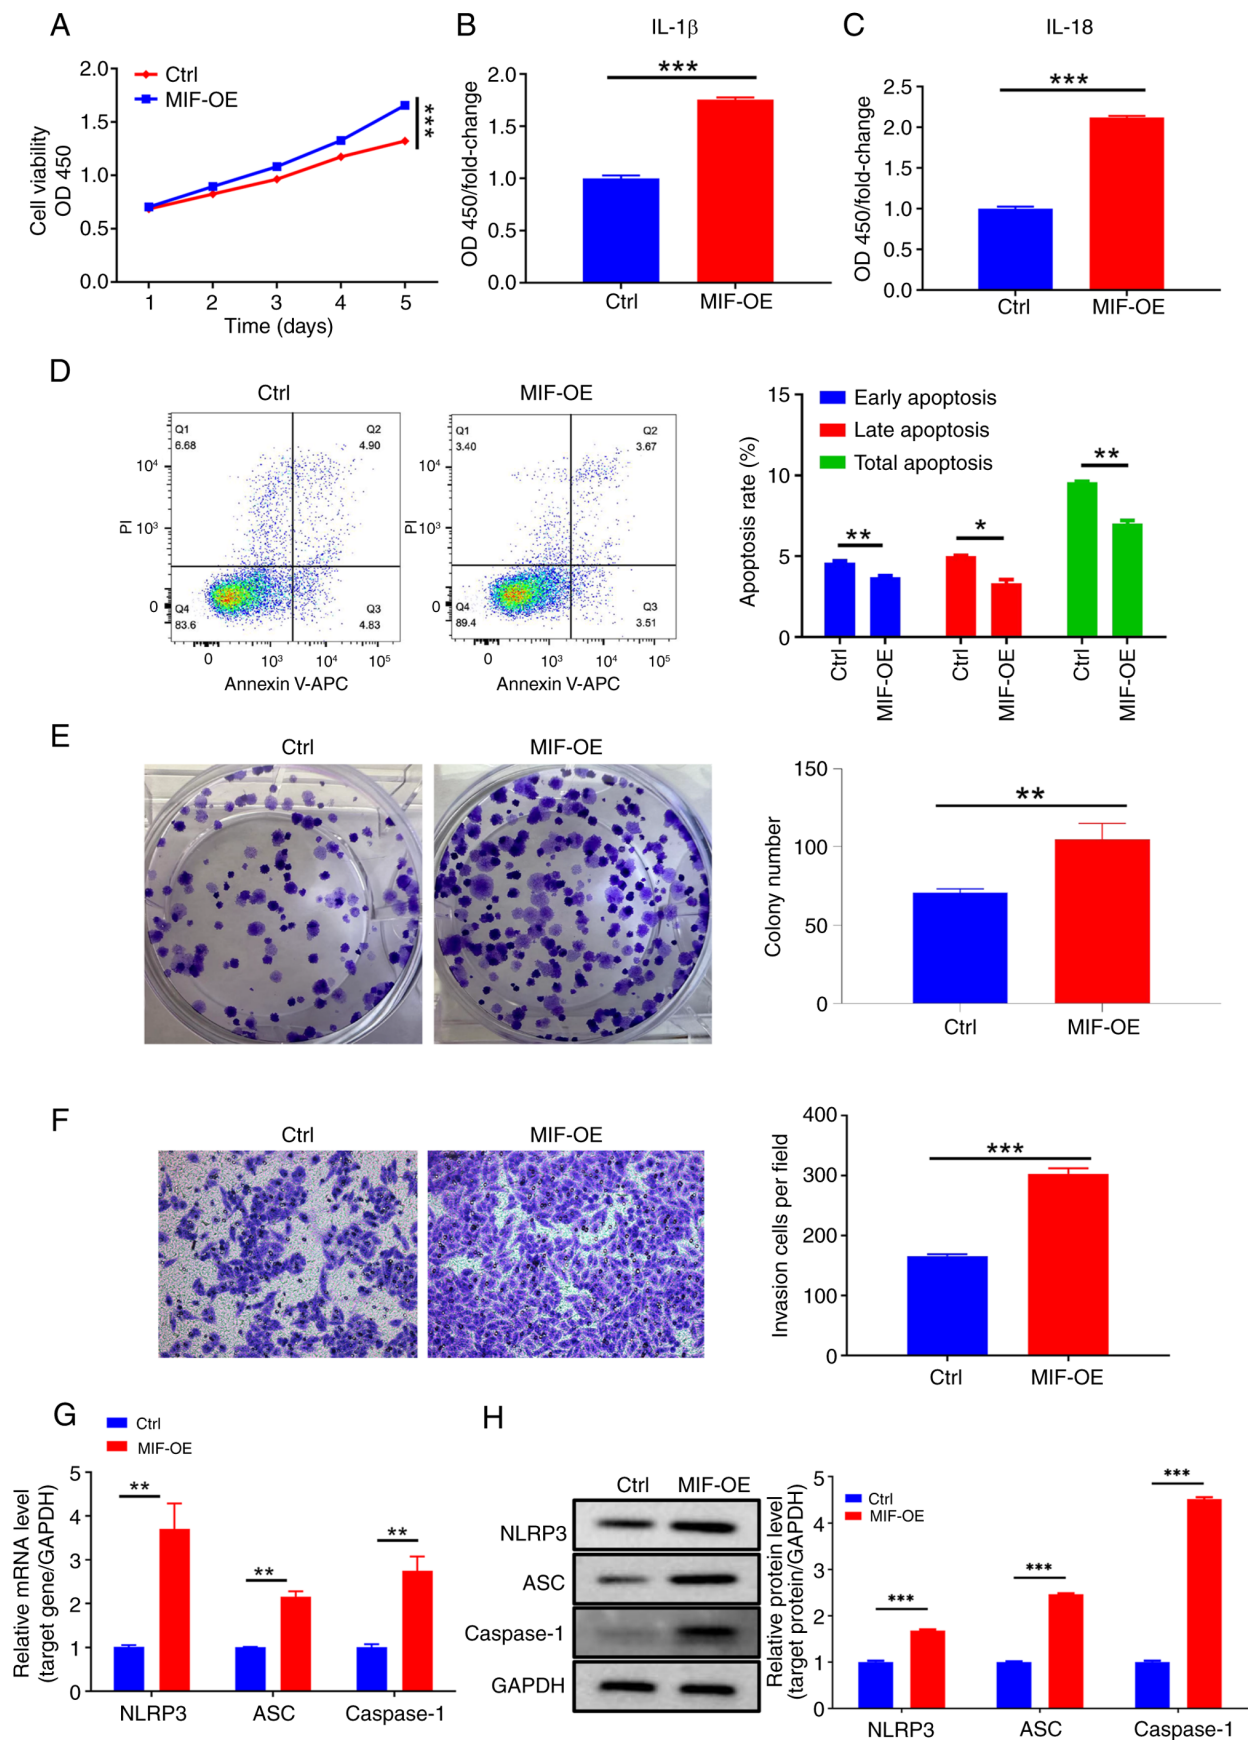 A
Ctrl
MIF-OE
2.0
1.5
1.0
0.5
0.0
Cell viability
OD 450
***
1 2 3 4 5
Time (days)
B
IL-1β
***
2.0
1.5
1.0
0.5
0.0
OD 450/fold-change
Ctrl MIF-OE
C
IL-18
***
2.5
2.0
1.5
1.0
0.5
0.0
OD 450/fold-change
Ctrl MIF-OE
D
Ctrl
Q1
6.68
Q2
4.90
Q4
83.6
Q3
4.83
PI
10⁴
10³
0
0 10³ 10⁴ 10⁵
Annexin V-APC
MIF-OE
Q1
3.40
Q2
3.67
Q4
89.4
Q3
3.51
PI
10⁴
10³
0
0 10³ 10⁴ 10⁵
Annexin V-APC
Early apoptosis
Late apoptosis
Total apoptosis
15
10
5
0
Apoptosis rate (%)
** * **
Ctrl MIF-OE Ctrl MIF-OE Ctrl MIF-OE
E
Ctrl MIF-OE
150
100
50
0
Colony number
**
Ctrl MIF-OE
F
Ctrl MIF-OE
400
300
200
100
0
Invasion cells per field
***
Ctrl MIF-OE
G
Ctrl
MIF-OE
5
4
3
2
1
0
Relative mRNA level
(target gene/GAPDH)
** ** **
NLRP3 ASC Caspase-1
H
Ctrl MIF-OE
NLRP3
ASC
Caspase-1
GAPDH
Ctrl
MIF-OE
5
4
3
2
1
0
Relative protein level
(target protein/GAPDH)
*** *** ***
NLRP3 ASC Caspase-1